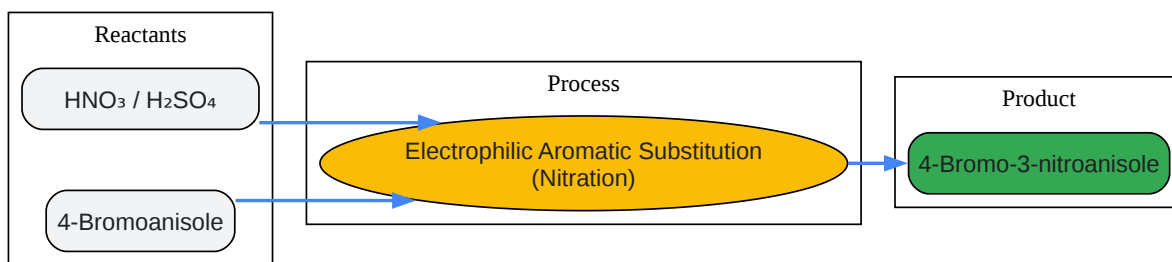 Reactants
HNO₃ / H₂SO₄
4-Bromoanisole
Process
Electrophilic Aromatic Substitution
(Nitration)
Product
4-Bromo-3-nitroanisole